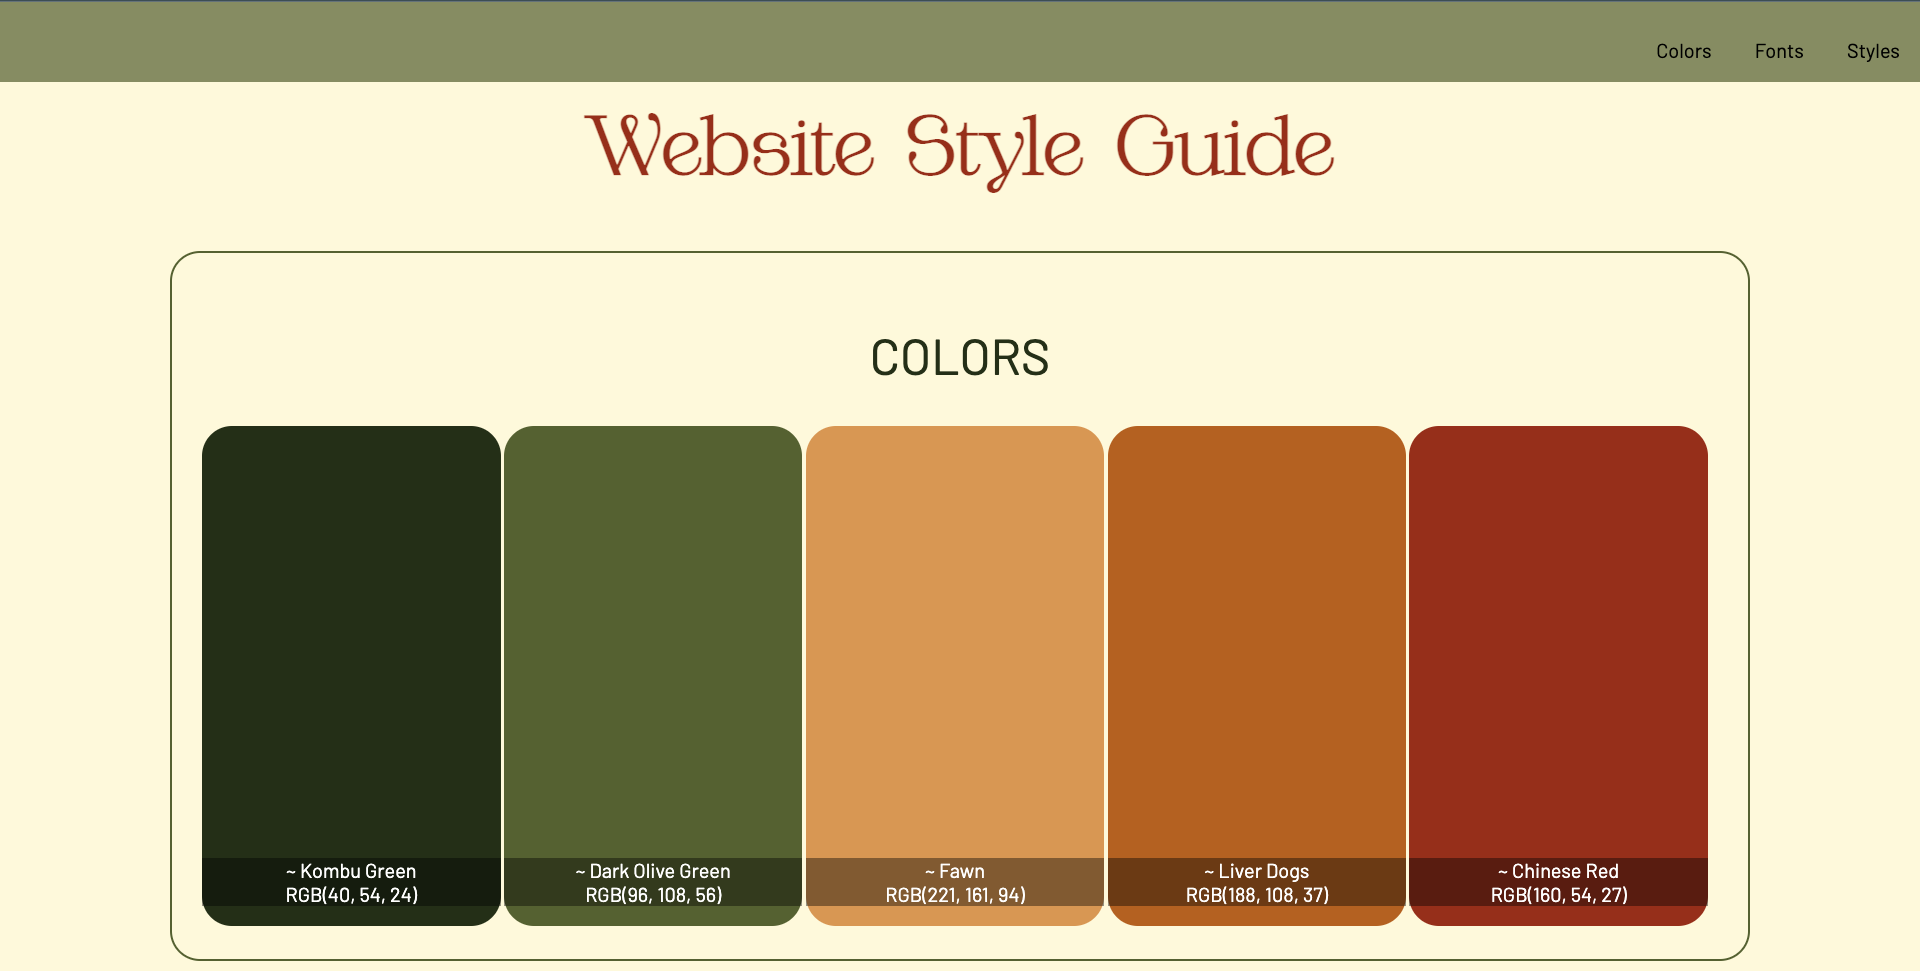 Colors Fonts Styles
Website Style Guide
COLORS
~ Kombu Green
RGB(40, 54, 24)
~ Dark Olive Green
RGB(96, 108, 56)
~ Fawn
RGB(221, 161, 94)
~ Liver Dogs
RGB(188, 108, 37)
~ Chinese Red
RGB(160, 54, 27)